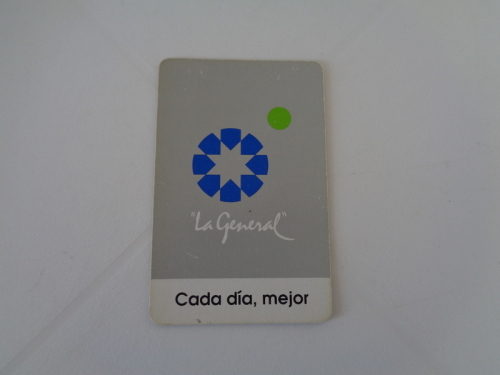 "La General"
Cada día, mejor